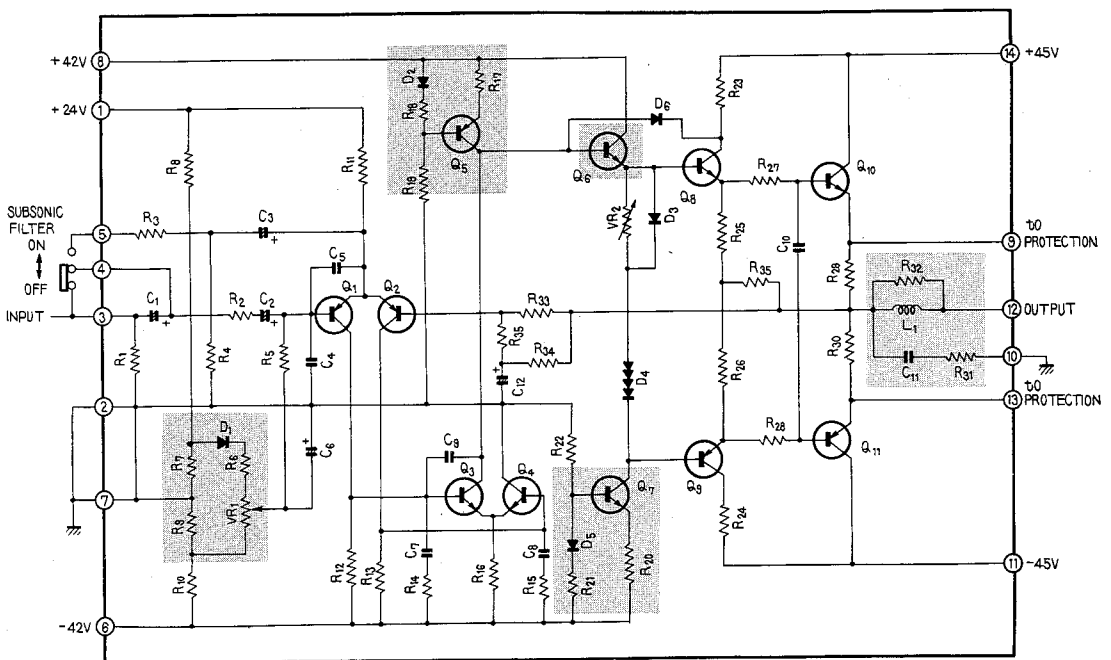 +42V 8
+24V 1
SUBSONIC
FILTER
ON
OFF
5
4
INPUT 3
2
7
-42V 6
R8
R3
C3
R11
C1
R2
C2
C5
Q1
Q2
R1
R4
R5
C4
C6
D1
R7
R6
R9
VR1
R10
D2
R18
R17
Q5
R19
R33
R35
R34
C12
C9
Q3
Q4
R12
R13
C7
R14
R16
C8
R15
R22
Q7
D5
R21
R20
Q6
D6
VR2
D3
D4
R23
Q8
R27
Q10
R25
C10
R35
R28
R26
R30
R28
Q9
Q11
R24
R32
L1
C11
R31
14 +45V
9 to
PROTECTION
12 OUTPUT
10
to
13 PROTECTION
11 -45V